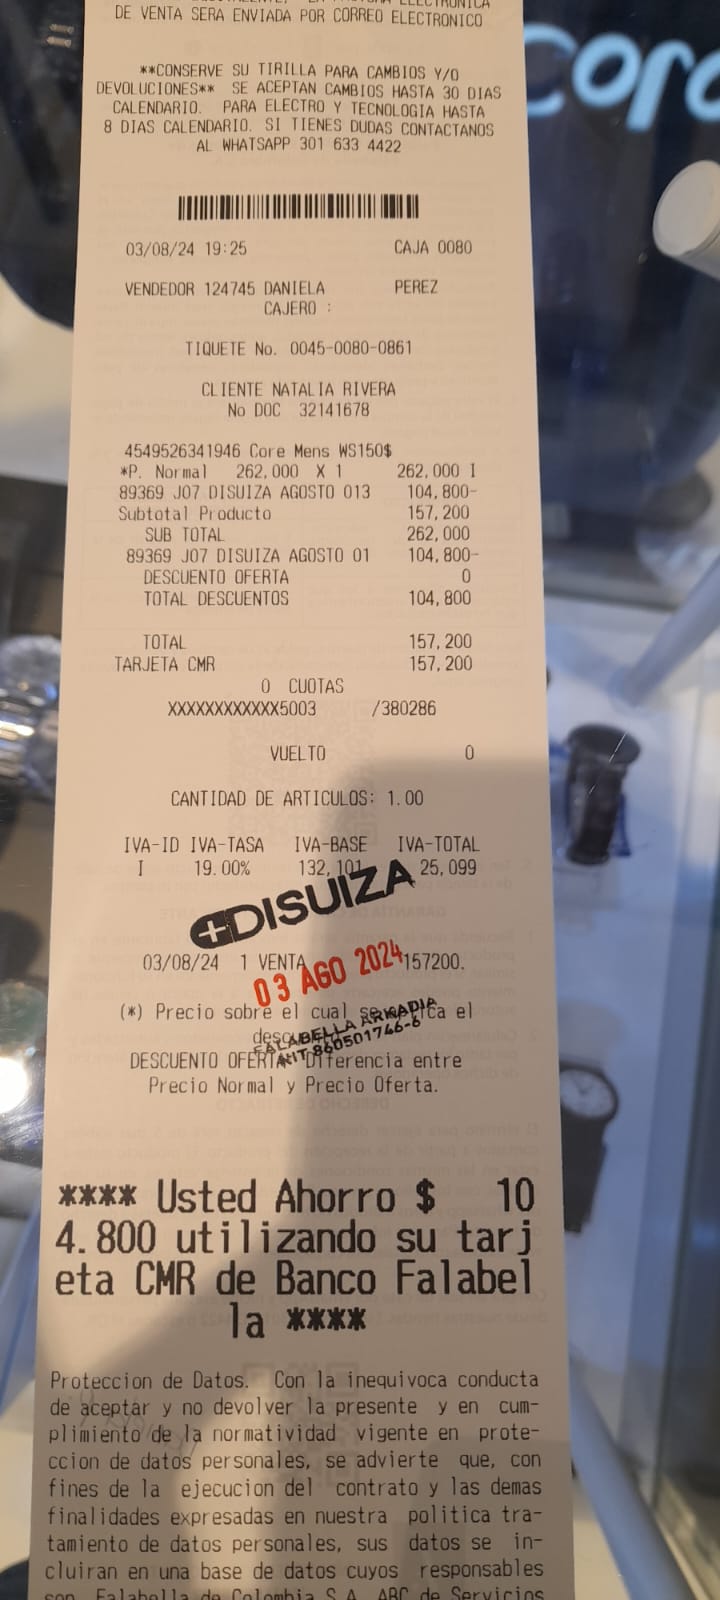 DE VENTA SERA ENVIADA POR CORREO ELECTRONICO
**CONSERVE SU TIRILLA PARA CAMBIOS Y/O
DEVOLUCIONES** SE ACEPTAN CAMBIOS HASTA 30 DIAS
CALENDARIO. PARA ELECTRO Y TECNOLOGIA HASTA
8 DIAS CALENDARIO. SI TIENES DUDAS CONTACTANOS
AL WHATSAPP 301 633 4422
03/08/24 19:25 CAJA 0080
VENDEDOR 124745 DANIELA PEREZ
CAJERO :
TIQUETE No. 0045-0080-0861
CLIENTE NATALIA RIVERA
No DOC 32141678
4549526341946 Core Mens WS150$
*P. Normal 262,000 X 1 262,000 I
89369 J07 DISUIZA AGOSTO 013 104,800-
Subtotal Producto 157,200
SUB TOTAL 262,000
89369 J07 DISUIZA AGOSTO 01 104,800-
DESCUENTO OFERTA 0
TOTAL DESCUENTOS 104,800
TOTAL 157,200
TARJETA CMR 157,200
0 CUOTAS
XXXXXXXXXXXX5003 /380286
VUELTO 0
CANTIDAD DE ARTICULOS: 1.00
IVA-ID IVA-TASA IVA-BASE IVA-TOTAL
I 19.00% 132,101 25,099
+DISUIZA
03/08/24 1 VENTA 157200.
03 AGO 2024
(*) Precio sobre el cual se el
FALABELLA ARKADIA
NIT 860501746-6
DESCUENTO OFERTA: Diferencia entre
Precio Normal y Precio Oferta.
**** Usted Ahorro $ 10
4.800 utilizando su tarj
eta CMR de Banco Falabel
la ****
Proteccion de Datos. Con la inequivoca conducta
de aceptar y no devolver la presente y en cum-
plimiento de la normatividad vigente en prote-
ccion de datos personales, se advierte que, con
fines de la ejecucion del contrato y las demas
finalidades expresadas en nuestra politica tra-
tamiento de datos personales, sus datos se in-
cluiran en una base de datos cuyos responsables
son Falabella de Colombia S.A. ABC de Servicios